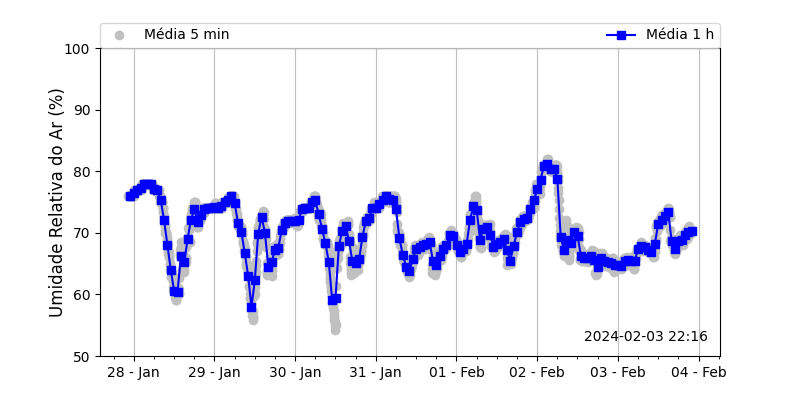 Média 5 min
Média 1 h
Umidade Relativa do Ar (%)
100
90
80
70
60
50
2024-02-03 22:16
28 - Jan
29 - Jan
30 - Jan
31 - Jan
01 - Feb
02 - Feb
03 - Feb
04 - Feb